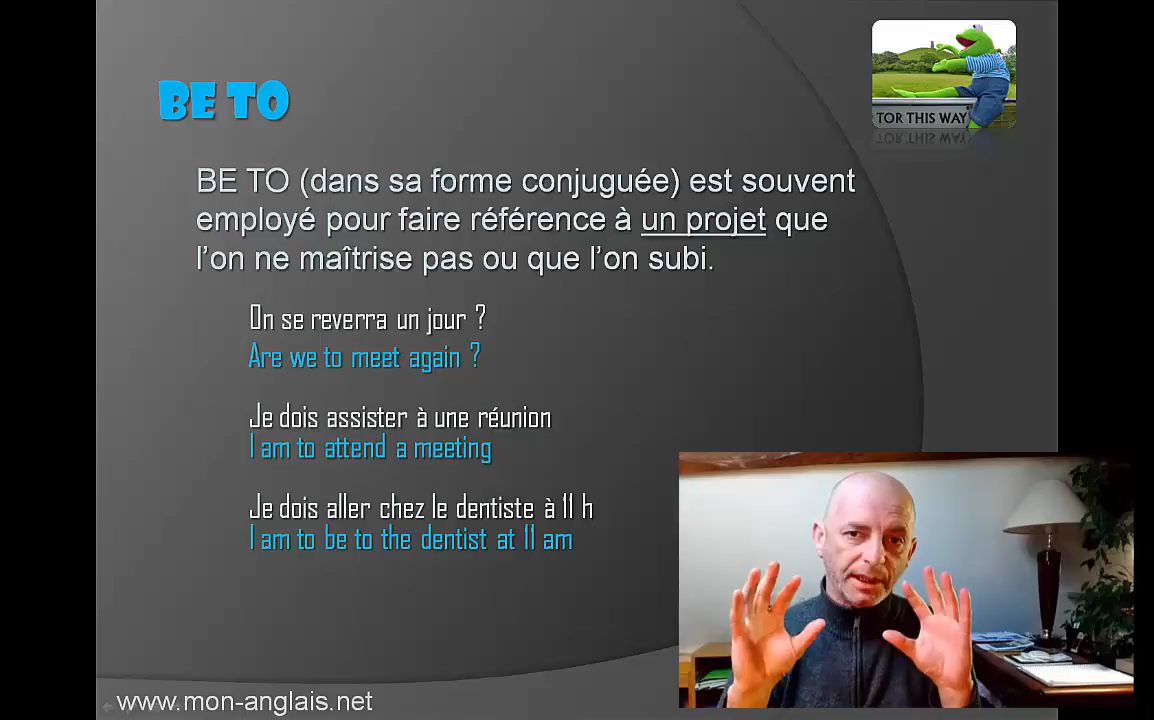 BE TO
TOR THIS WAY
BE TO (dans sa forme conjuguée) est souvent
employé pour faire référence à un projet que
l’on ne maîtrise pas ou que l’on subi.
On se reverra un jour ?
Are we to meet again ?
Je dois assister à une réunion
I am to attend a meeting
Je dois aller chez le dentiste à 11 h
I am to be to the dentist at 11 am
www.mon-anglais.net